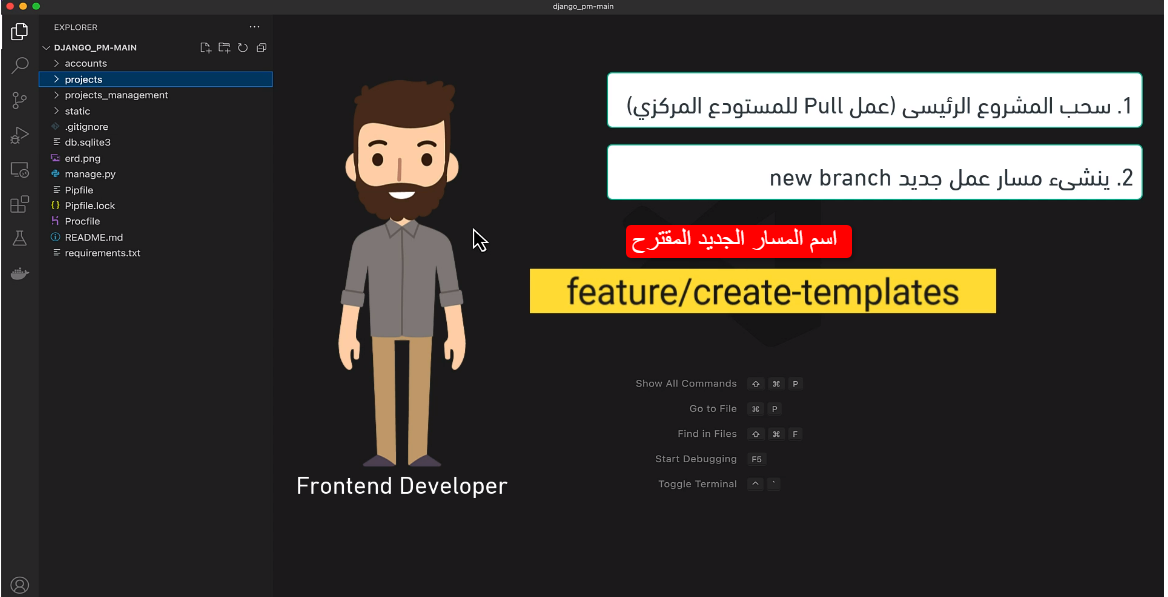 django_pm-main
EXPLORER
DJANGO_PM-MAIN
accounts
projects
projects_management
static
.gitignore
db.sqlite3
erd.png
manage.py
Pipfile
Pipfile.lock
Procfile
README.md
requirements.txt
1. سحب المشروع الرئيسى (عمل Pull للمستودع المركزي)
2. ينشىء مسار عمل جديد new branch
اسم المسار الجديد المقترح
feature/create-templates
Show All Commands ⇧ ⌘ P
Go to File ⌘ P
Find in Files ⇧ ⌘ F
Start Debugging F5
Toggle Terminal ^ `
Frontend Developer